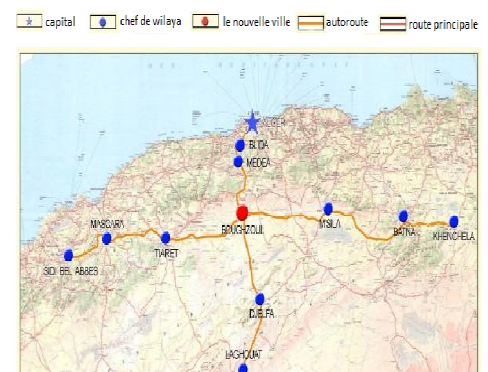 capital chef de wilaya le nouvelle ville autoroute route principale
ALGER
BLIDA
MEDEA
MASCARA
BOUGHZOUL
M'SILA
BATNA
KHENCHELA
SIDI BEL ABBES
TIARET
DJELFA
LAGHOUAT